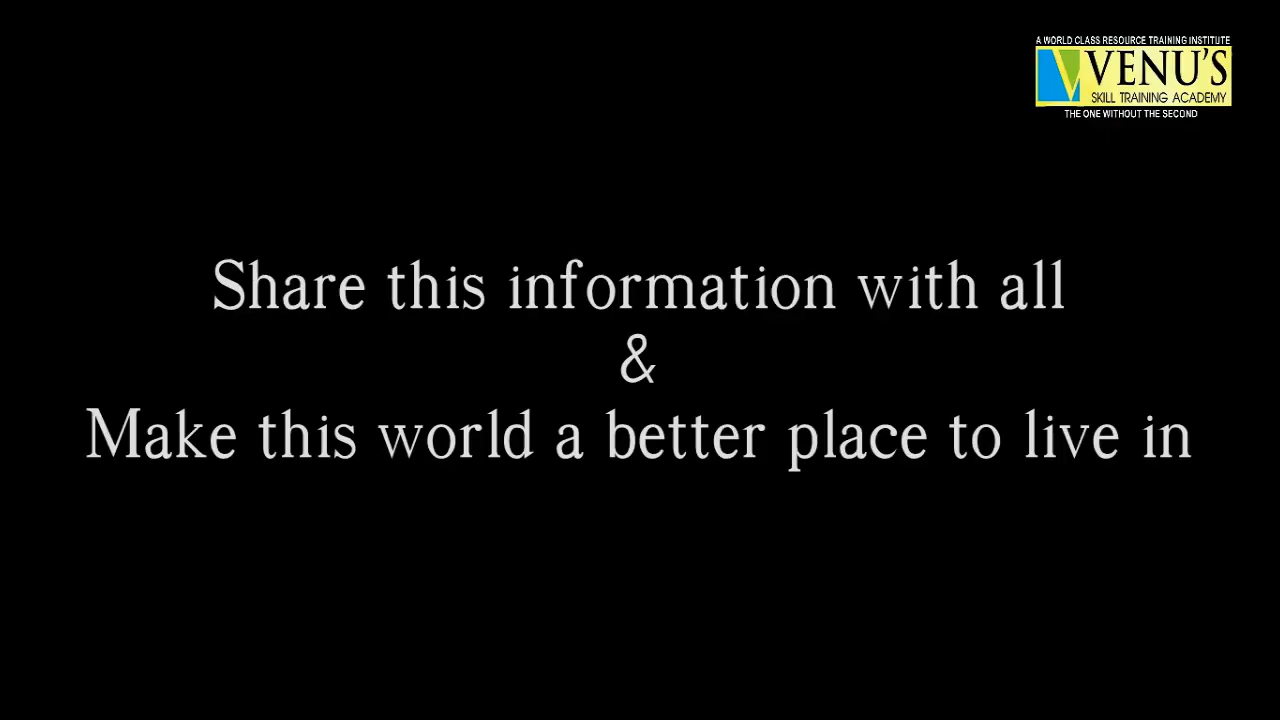 A WORLD CLASS RESOURCE TRAINING INSTITUTE
VENU'S
SKILL TRAINING ACADEMY
THE ONE WITHOUT THE SECOND
Share this information with all
&
Make this world a better place to live in